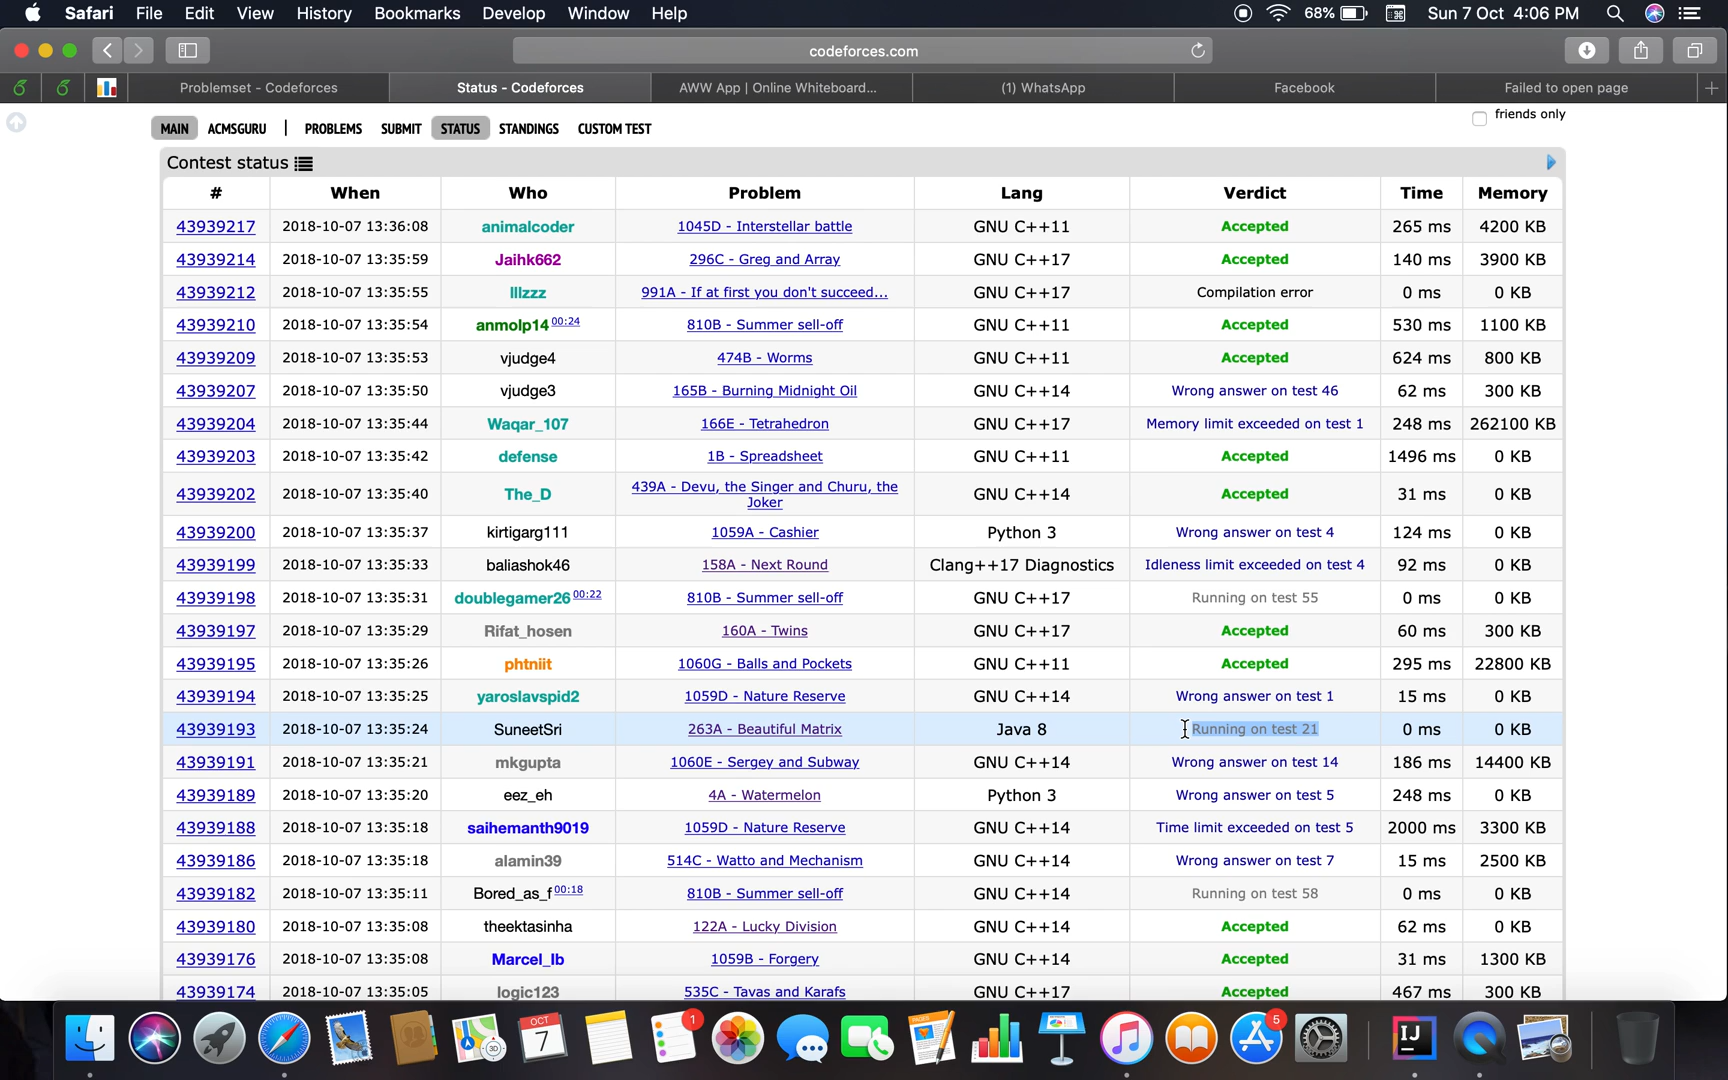 Safari File Edit View History Bookmarks Develop Window Help 68% Sun 7 Oct 4:06 PM
codeforces.com
Problemset - Codeforces Status - Codeforces AWW App | Online Whiteboard... (1) WhatsApp Facebook Failed to open page
friends only
MAIN ACMSGURU | PROBLEMS SUBMIT STATUS STANDINGS CUSTOM TEST
Contest status
# When Who Problem Lang Verdict Time Memory
43939217 2018-10-07 13:36:08 animalcoder 1045D - Interstellar battle GNU C++11 Accepted 265 ms 4200 KB
43939214 2018-10-07 13:35:59 Jaihk662 296C - Greg and Array GNU C++17 Accepted 140 ms 3900 KB
43939212 2018-10-07 13:35:55 lllzzz 991A - If at first you don't succeed... GNU C++17 Compilation error 0 ms 0 KB
43939210 2018-10-07 13:35:54 anmolp14 00:24 810B - Summer sell-off GNU C++11 Accepted 530 ms 1100 KB
43939209 2018-10-07 13:35:53 vjudge4 474B - Worms GNU C++11 Accepted 624 ms 800 KB
43939207 2018-10-07 13:35:50 vjudge3 165B - Burning Midnight Oil GNU C++14 Wrong answer on test 46 62 ms 300 KB
43939204 2018-10-07 13:35:44 Waqar_107 166E - Tetrahedron GNU C++17 Memory limit exceeded on test 1 248 ms 262100 KB
43939203 2018-10-07 13:35:42 defense 1B - Spreadsheet GNU C++11 Accepted 1496 ms 0 KB
43939202 2018-10-07 13:35:40 The_D 439A - Devu, the Singer and Churu, the
Joker GNU C++14 Accepted 31 ms 0 KB
43939200 2018-10-07 13:35:37 kirtigarg111 1059A - Cashier Python 3 Wrong answer on test 4 124 ms 0 KB
43939199 2018-10-07 13:35:33 baliashok46 158A - Next Round Clang++17 Diagnostics Idleness limit exceeded on test 4 92 ms 0 KB
43939198 2018-10-07 13:35:31 doublegamer26 00:22 810B - Summer sell-off GNU C++17 Running on test 55 0 ms 0 KB
43939197 2018-10-07 13:35:29 Rifat_hosen 160A - Twins GNU C++17 Accepted 60 ms 300 KB
43939195 2018-10-07 13:35:26 phtniit 1060G - Balls and Pockets GNU C++11 Accepted 295 ms 22800 KB
43939194 2018-10-07 13:35:25 yaroslavspid2 1059D - Nature Reserve GNU C++14 Wrong answer on test 1 15 ms 0 KB
43939193 2018-10-07 13:35:24 SuneetSri 263A - Beautiful Matrix Java 8 Running on test 21 0 ms 0 KB
43939191 2018-10-07 13:35:21 mkgupta 1060E - Sergey and Subway GNU C++14 Wrong answer on test 14 186 ms 14400 KB
43939189 2018-10-07 13:35:20 eez_eh 4A - Watermelon Python 3 Wrong answer on test 5 248 ms 0 KB
43939188 2018-10-07 13:35:18 saihemanth9019 1059D - Nature Reserve GNU C++14 Time limit exceeded on test 5 2000 ms 3300 KB
43939186 2018-10-07 13:35:18 alamin39 514C - Watto and Mechanism GNU C++14 Wrong answer on test 7 15 ms 2500 KB
43939182 2018-10-07 13:35:11 Bored_as_f 00:18 810B - Summer sell-off GNU C++14 Running on test 58 0 ms 0 KB
43939180 2018-10-07 13:35:08 theektasinha 122A - Lucky Division GNU C++14 Accepted 62 ms 0 KB
43939176 2018-10-07 13:35:08 Marcel_lb 1059B - Forgery GNU C++14 Accepted 31 ms 1300 KB
43939174 2018-10-07 13:35:05 logic123 535C - Tavas and Karafs GNU C++17 Accepted 467 ms 300 KB
OCT
7
1
5
IJ